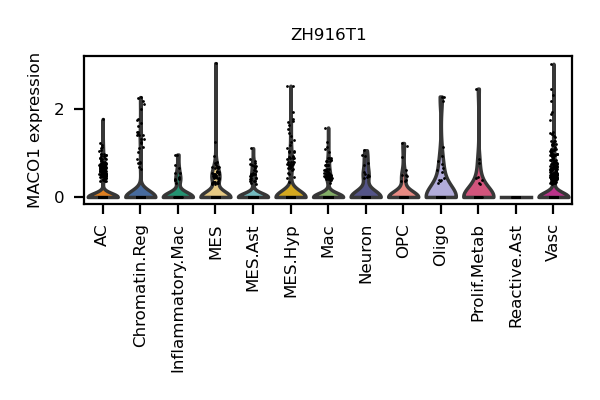 ZH916T1
MACO1 expression
2
0
AC
Chromatin.Reg
Inflammatory.Mac
MES
MES.Ast
MES.Hyp
Mac
Neuron
OPC
Oligo
Prolif.Metab
Reactive.Ast
Vasc